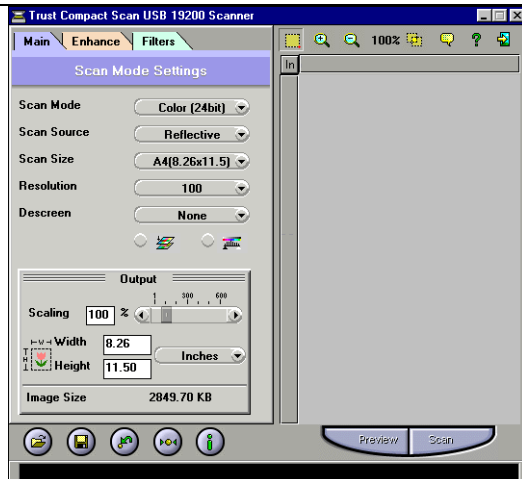 Trust Compact Scan USB 19200 Scanner
Main Enhance Filters
100%
Scan Mode Settings
In
Scan Mode Color (24bit)
Scan Source Reflective
Scan Size A4(8.26x11.5)
Resolution 100
Descreen None
Output
1 300 600
Scaling 100 %
W Width 8.26
H Height 11.50
Inches
Image Size 2849.70 KB
Preview Scan